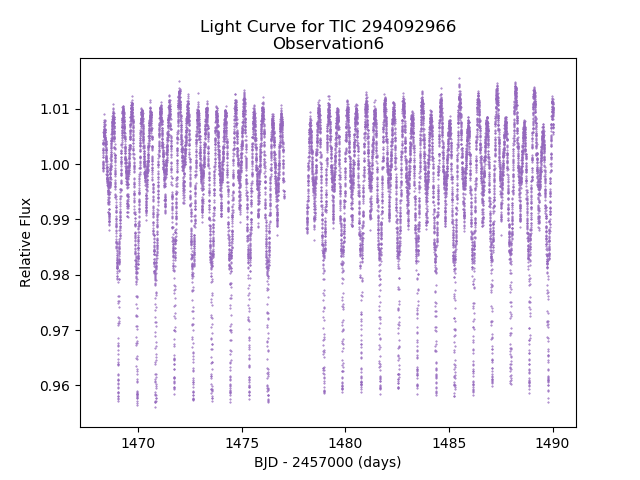 Light Curve for TIC 294092966
Observation6
1.01
1.00
0.99
0.98
0.97
0.96
Relative Flux
1470
1475
1480
1485
1490
BJD - 2457000 (days)